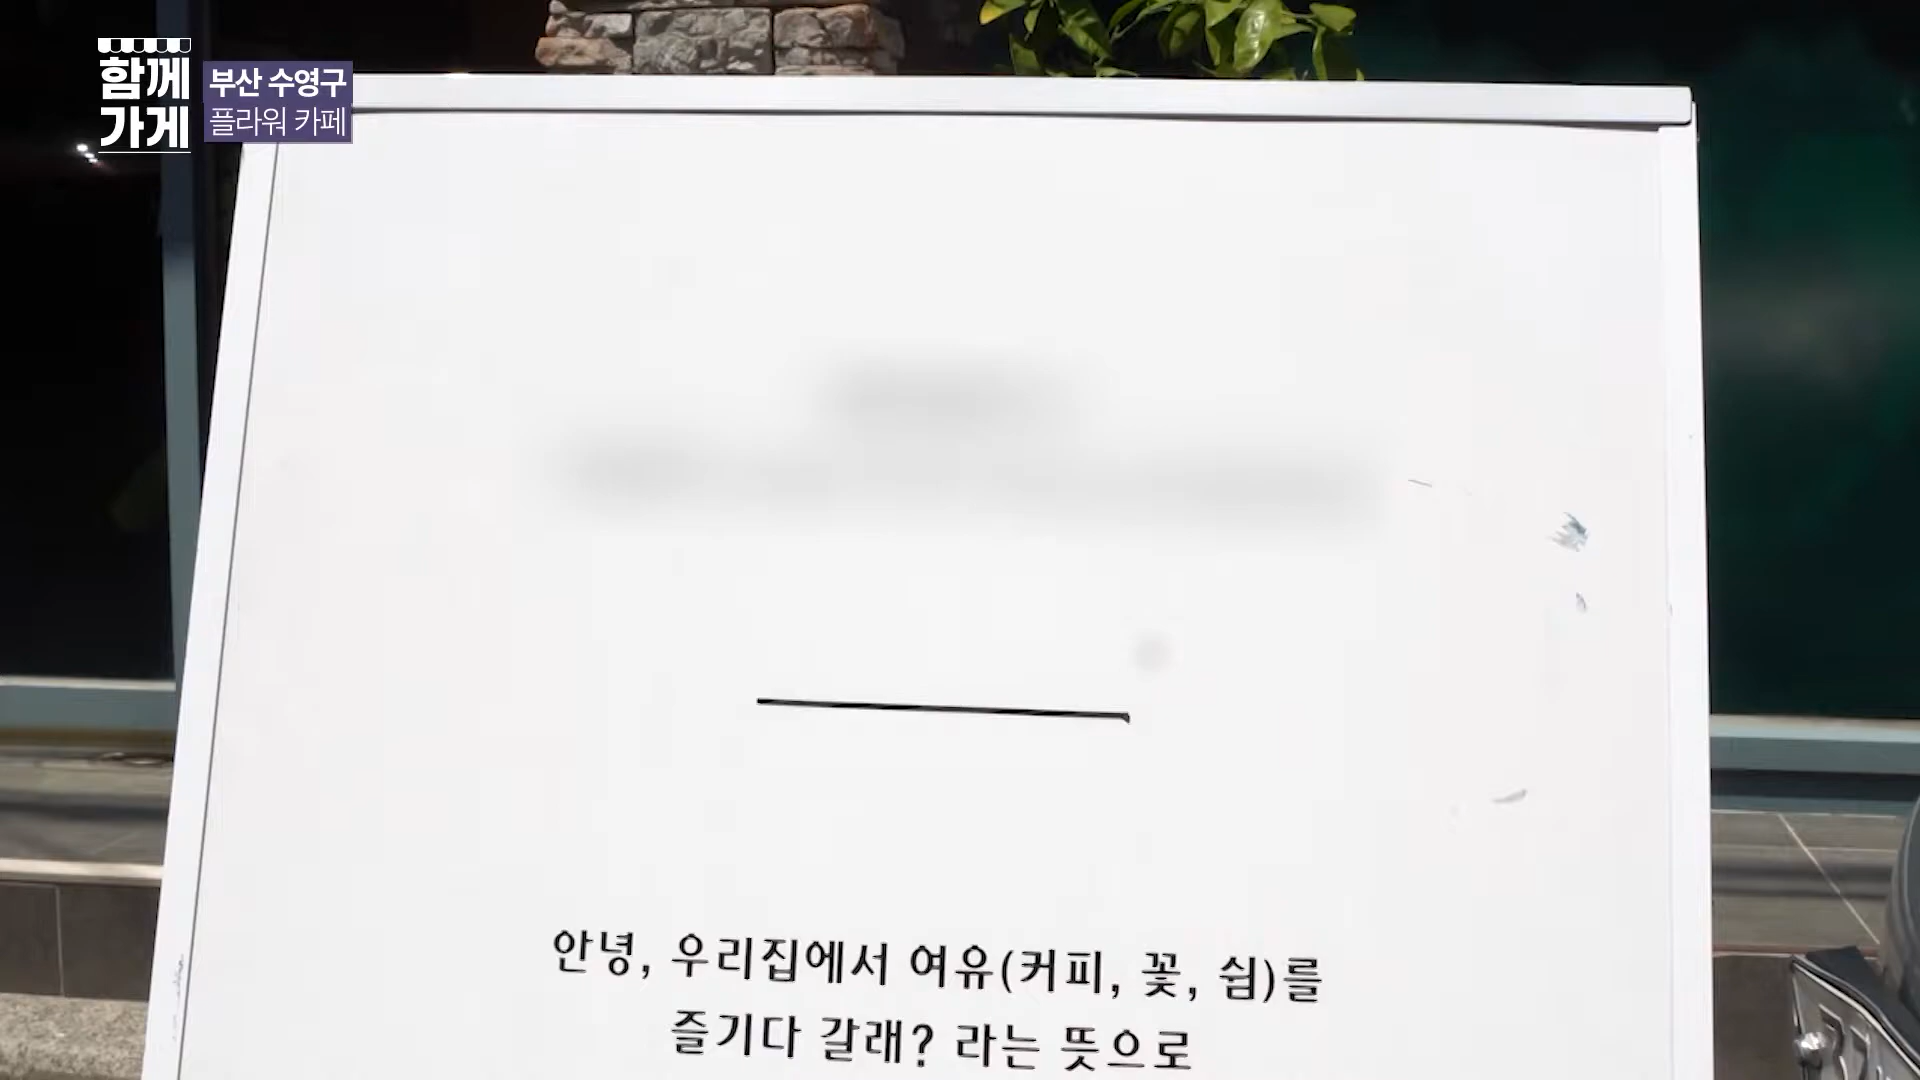 함께
가게
부산 수영구
플라워 카페
안녕, 우리집에서 여유(커피, 꽃, 쉼)를
즐기다 갈래? 라는 뜻으로